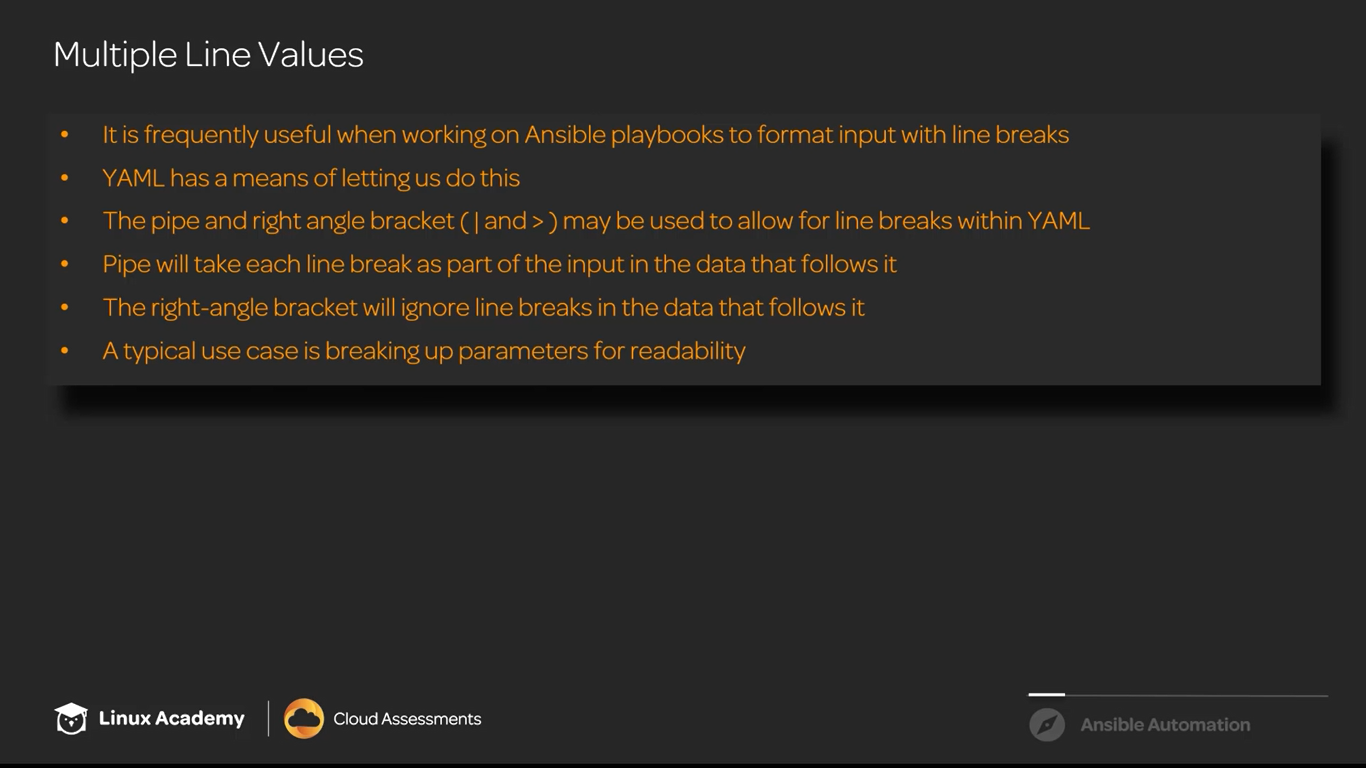 Multiple Line Values
• It is frequently useful when working on Ansible playbooks to format input with line breaks
• YAML has a means of letting us do this
• The pipe and right angle bracket ( | and > ) may be used to allow for line breaks within YAML
• Pipe will take each line break as part of the input in the data that follows it
• The right-angle bracket will ignore line breaks in the data that follows it
• A typical use case is breaking up parameters for readability
Linux Academy
Cloud Assessments
Ansible Automation